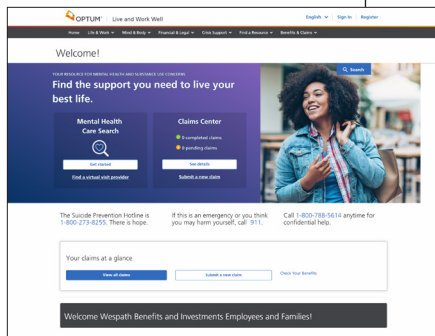 OPTUM® Live and Work Well
English Sign In Register
Home Life & Work Mind & Body Financial & Legal Crisis Support Find a Resource Benefits & Claims
Welcome!
Search
YOUR RESOURCE FOR MENTAL HEALTH AND SUBSTANCE USE CONCERNS
Find the support you need to live your
best life.
Mental Health
Care Search
Get started
Find a virtual visit provider
Claims Center
0 completed claims
0 pending claims
See details
Submit a new claim
The Suicide Prevention Hotline is
1-800-273-8255. There is hope.
If this is an emergency or you think
you may harm yourself, call 911.
Call 1-800-788-5614 anytime for
confidential help.
Your claims at a glance
View all claims
Submit a new claim
Check Your Benefits
Welcome Wespath Benefits and Investments Employees and Families!